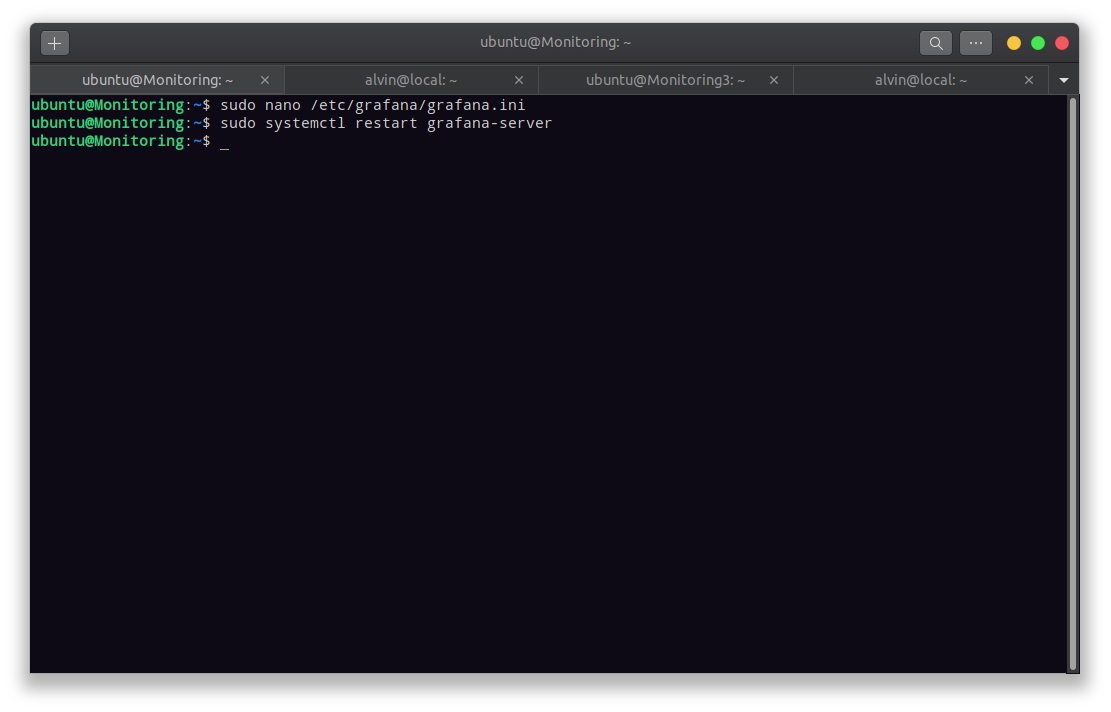 ubuntu@Monitoring: ~
ubuntu@Monitoring: ~ alvin@local: ~ ubuntu@Monitoring3: ~ alvin@local: ~
ubuntu@Monitoring:~$ sudo nano /etc/grafana/grafana.ini
ubuntu@Monitoring:~$ sudo systemctl restart grafana-server
ubuntu@Monitoring:~$ _